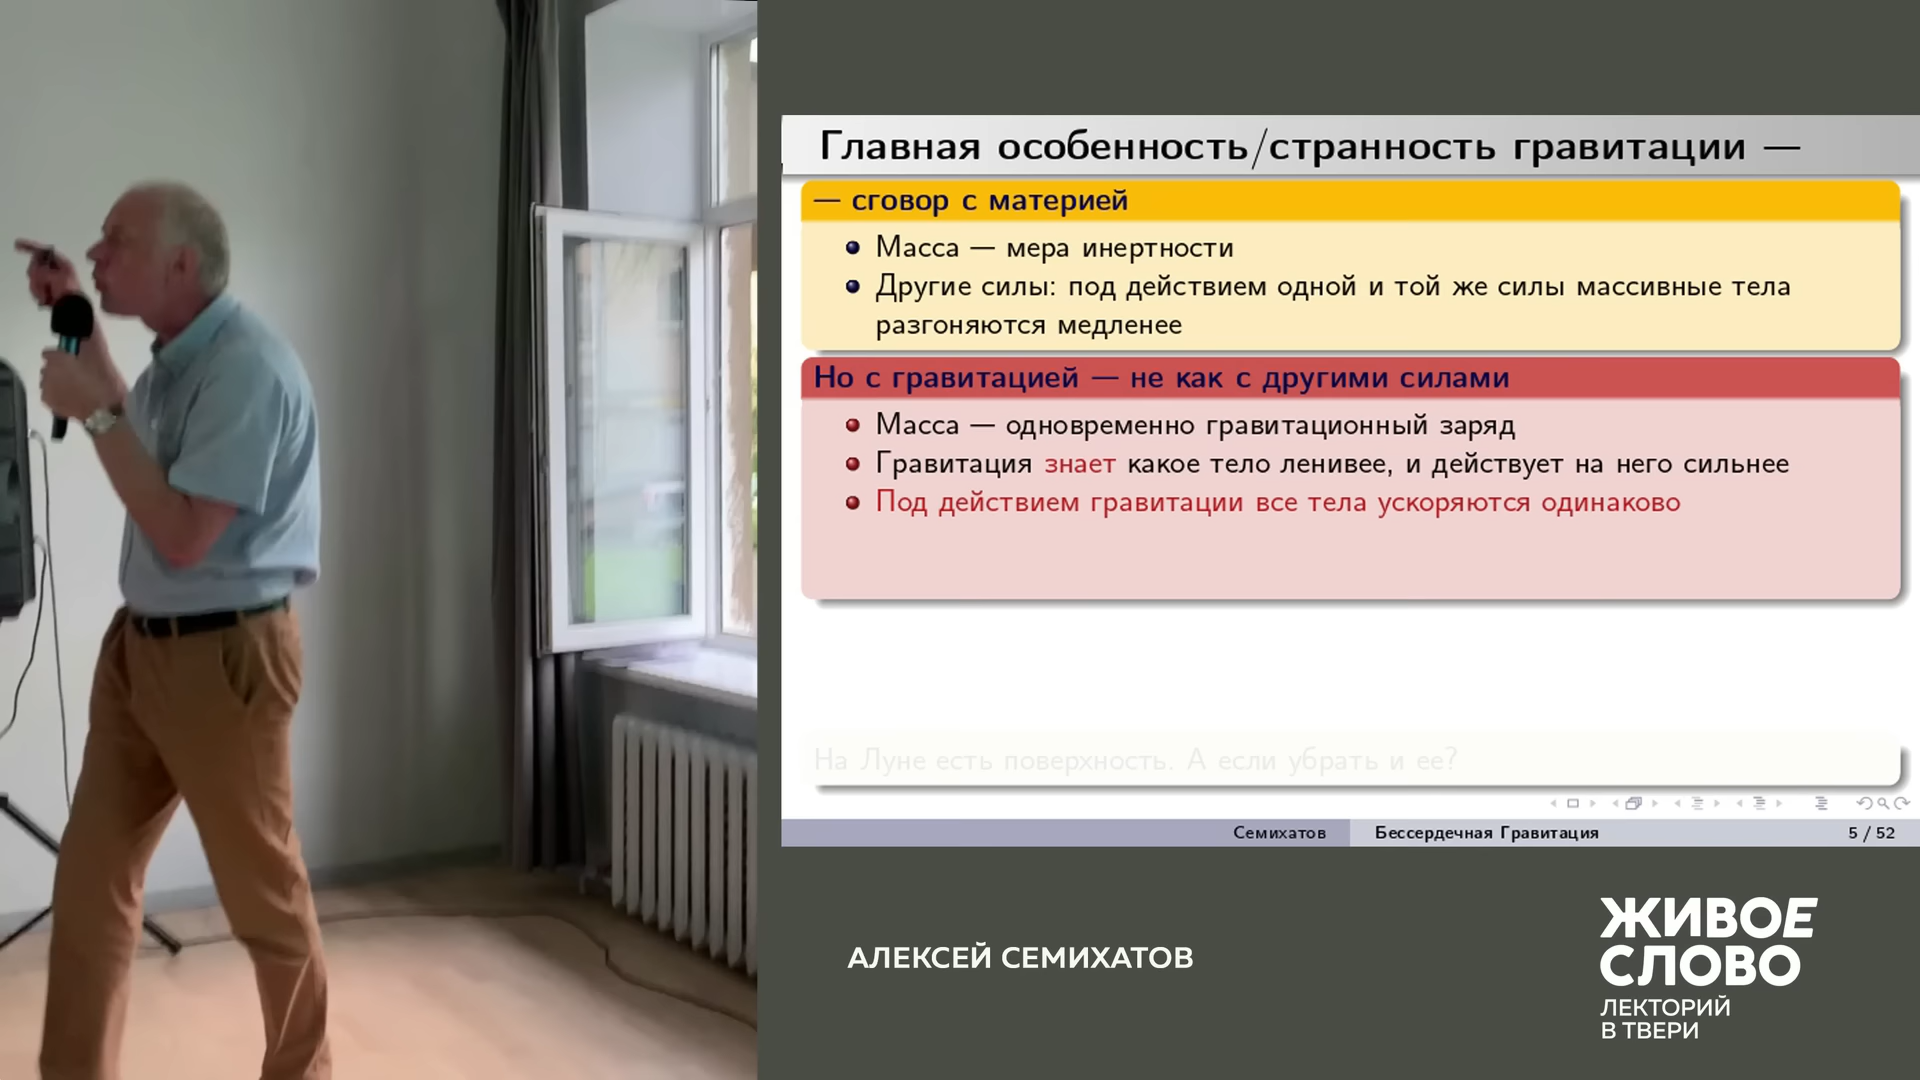 Главная особенность/странность гравитации —
— сговор с материей
Масса — мера инертности
Другие силы: под действием одной и той же силы массивные тела
разгоняются медленее
Но с гравитацией — не как с другими силами
Масса — одновременно гравитационный заряд
Гравитация знает какое тело ленивее, и действует на него сильнее
Под действием гравитации все тела ускоряются одинаково
На Луне есть поверхность. А если убрать и ее?
Семихатов
Бессердечная Гравитация
5 / 52
АЛЕКСЕЙ СЕМИХАТОВ
ЖИВОЕ
СЛОВО
ЛЕКТОРИЙ
В ТВЕРИ